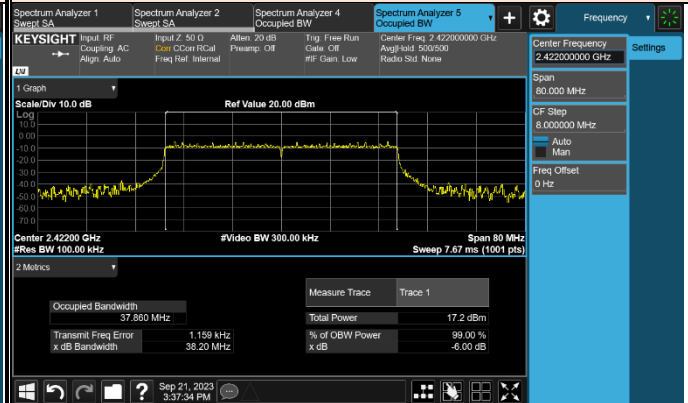 Spectrum Analyzer 1
Swept SA
Spectrum Analyzer 2
Swept SA
Spectrum Analyzer 4
Occupied BW
Spectrum Analyzer 5
Occupied BW
Frequency
KEYSIGHT
Input: RF
Coupling: AC
Align: Auto
Input Z: 50 Ω
Corr CCorr RCal
Freq Ref: Internal
Atten: 20 dB
Preamp: Off
Trig: Free Run
Gate: Off
#IF Gain: Low
Center Freq: 2.422000000 GHz
Avg|Hold: 500/500
Radio Std: None
LXI
Center Frequency
2.422000000 GHz
Settings
Span
80.000 MHz
CF Step
8.000000 MHz
Auto
Man
Freq Offset
0 Hz
1 Graph
Scale/Div 10.0 dB
Ref Value 20.00 dBm
Log
10.0
0.00
-10.0
-20.0
-30.0
-40.0
-50.0
-60.0
-70.0
Center 2.42200 GHz
#Video BW 300.00 kHz
Span 80 MHz
#Res BW 100.00 kHz
Sweep 7.67 ms (1001 pts)
2 Metrics
Measure Trace
Trace 1
Occupied Bandwidth
37.860 MHz
Total Power
17.2 dBm
Transmit Freq Error
1.159 kHz
% of OBW Power
99.00 %
x dB Bandwidth
38.20 MHz
x dB
-6.00 dB
?
Sep 21, 2023
3:37:34 PM